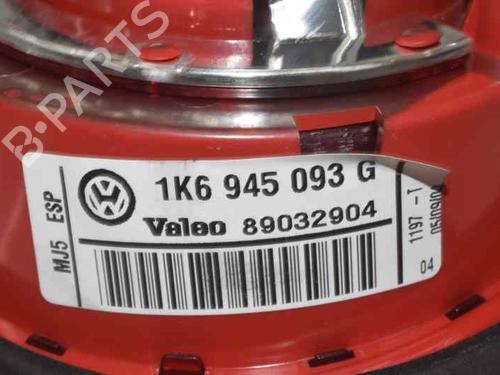 B-PARTS
1K6 945 093 G
Valeo 89032904
MJ5 ESP
1197 -T
04